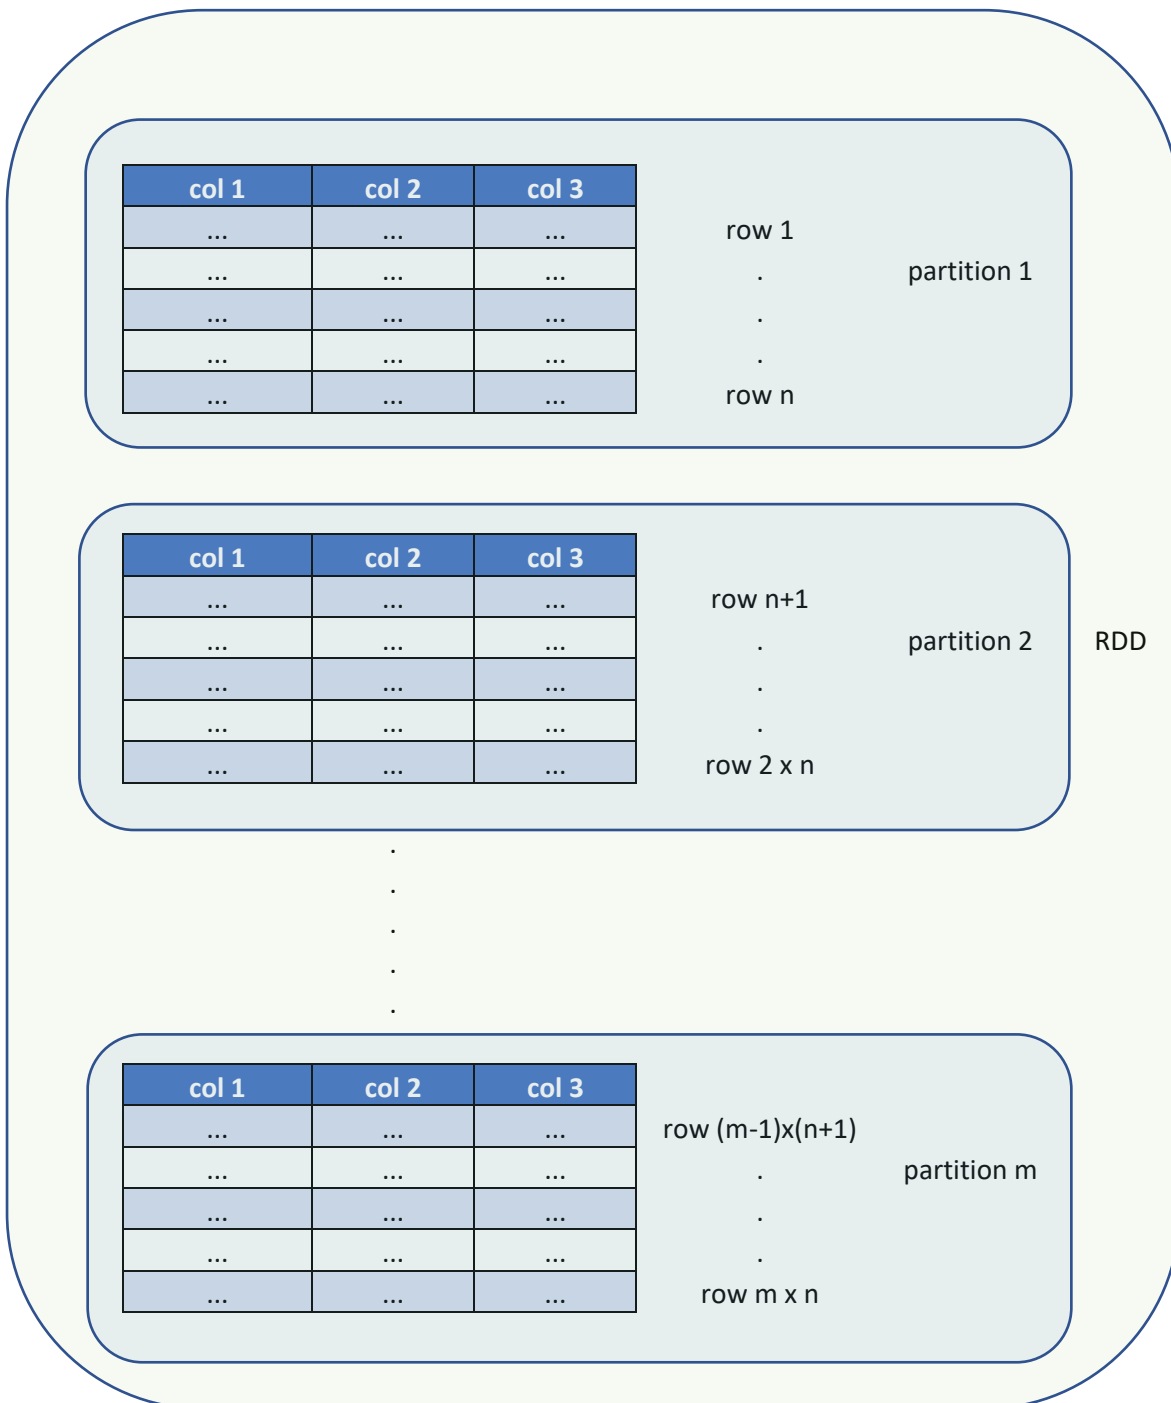 col 1 col 2 col 3
... ... ... row 1
... ... ... . partition 1
... ... ... .
... ... ... .
... ... ... row n
col 1 col 2 col 3
... ... ... row n+1
... ... ... . partition 2 RDD
... ... ... .
... ... ... .
... ... ... row 2 x n
.
.
.
.
.
col 1 col 2 col 3
... ... ... row (m-1)x(n+1)
... ... ... . partition m
... ... ... .
... ... ... .
... ... ... row m x n